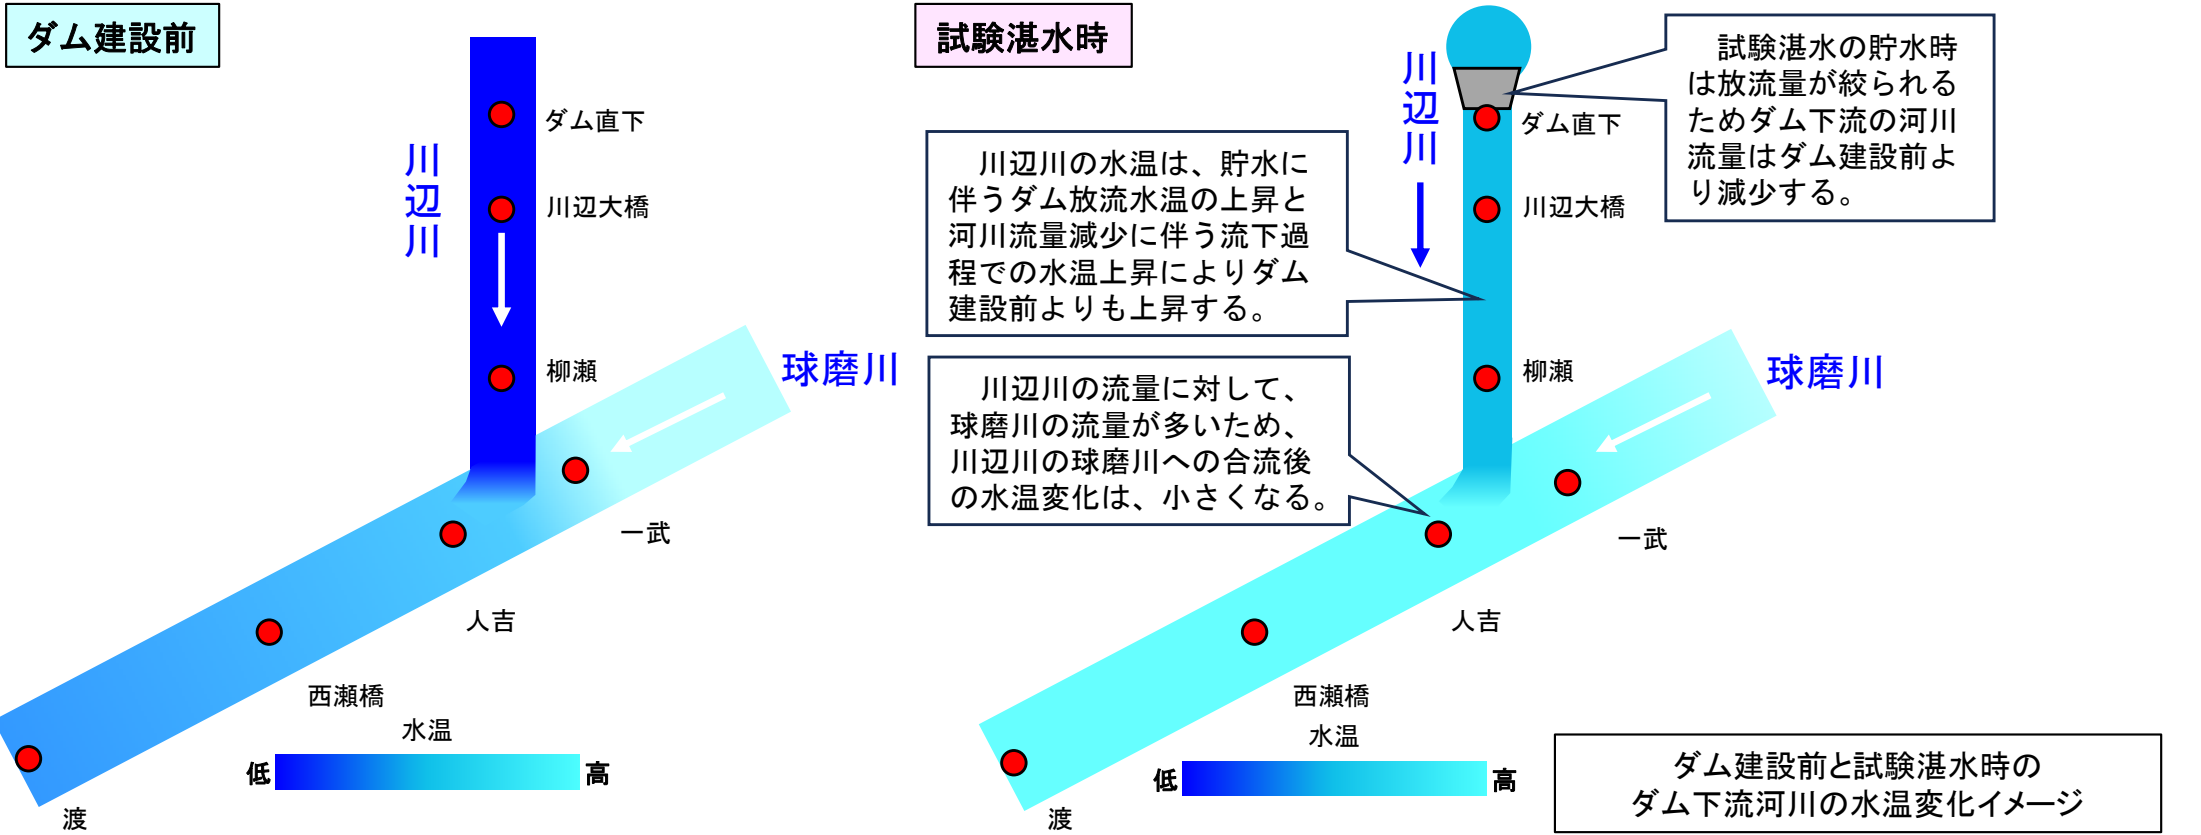 ダム建設前
川辺川
ダム直下
川辺大橋
柳瀬
球磨川
一武
人吉
西瀬橋
渡
水温
低
高
試験湛水時
川辺川
ダム直下
川辺大橋
柳瀬
球磨川
一武
人吉
西瀬橋
渡
水温
低
高
試験湛水の貯水時
は放流量が絞られる
ためダム下流の河川
流量はダム建設前よ
り減少する。
川辺川の水温は、貯水に
伴うダム放流水温の上昇と
河川流量減少に伴う流下過
程での水温上昇によりダム
建設前よりも上昇する。
川辺川の流量に対して、
球磨川の流量が多いため、
川辺川の球磨川への合流後
の水温変化は、小さくなる。
ダム建設前と試験湛水時の
ダム下流河川の水温変化イメージ